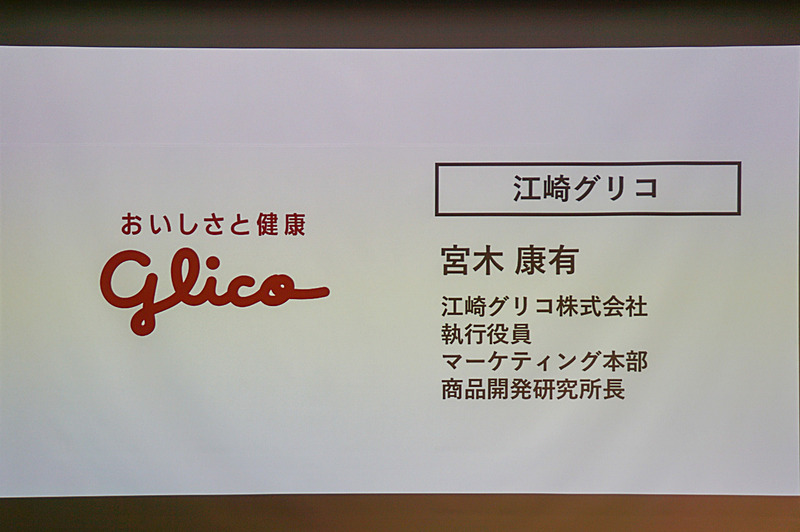 おいしさと健康
Glico
江崎グリコ
宮木 康有
江崎グリコ株式会社
執行役員
マーケティング本部
商品開発研究所長